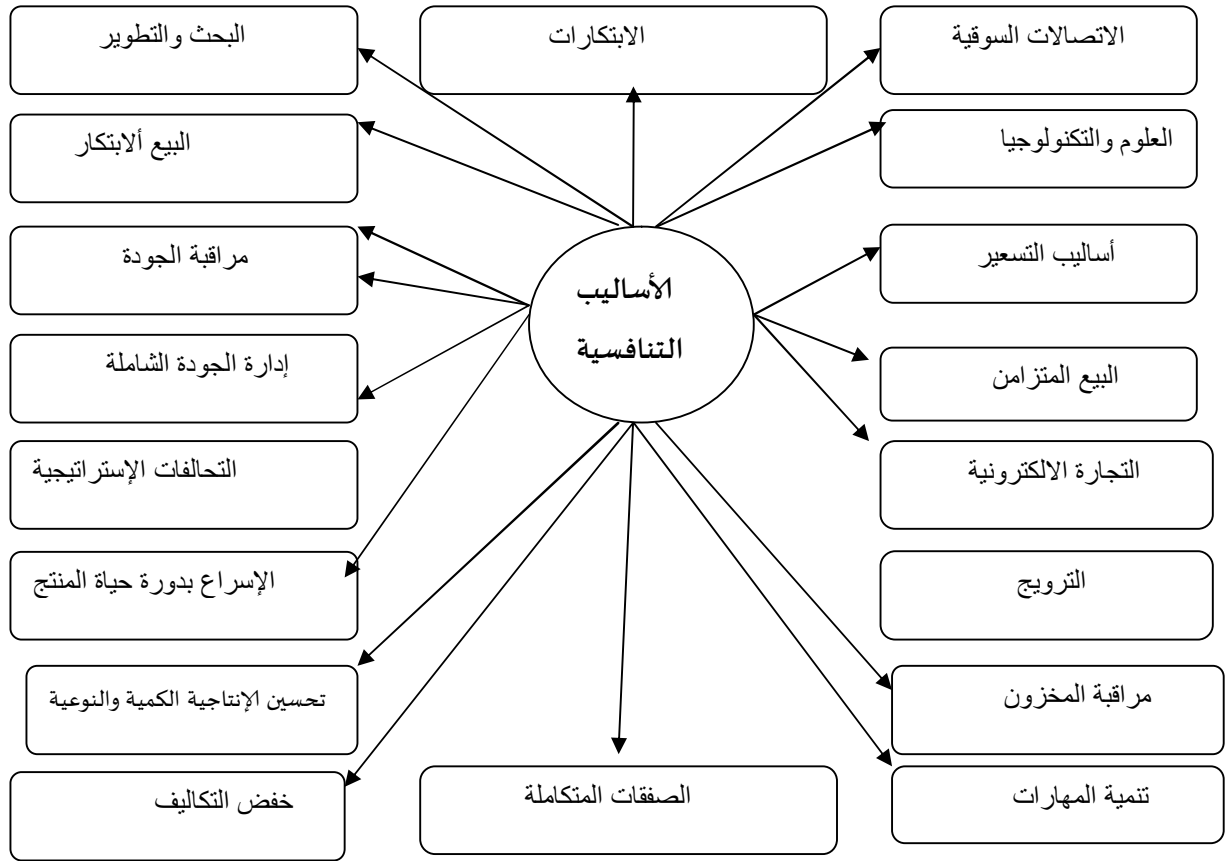 الاتصالات السوقية
الابتكارات
البحث والتطوير
العلوم والتكنولوجيا
البيع ألابتكار
أساليب التسعير
مراقبة الجودة
الأساليب
التنافسية
البيع المتزامن
إدارة الجودة الشاملة
التجارة الالكترونية
التحالفات الإستراتيجية
الترويج
الإسراع بدورة حياة المنتج
مراقبة المخزون
تحسين الإنتاجية الكمية والنوعية
تنمية المهارات
الصفقات المتكاملة
خفض التكاليف